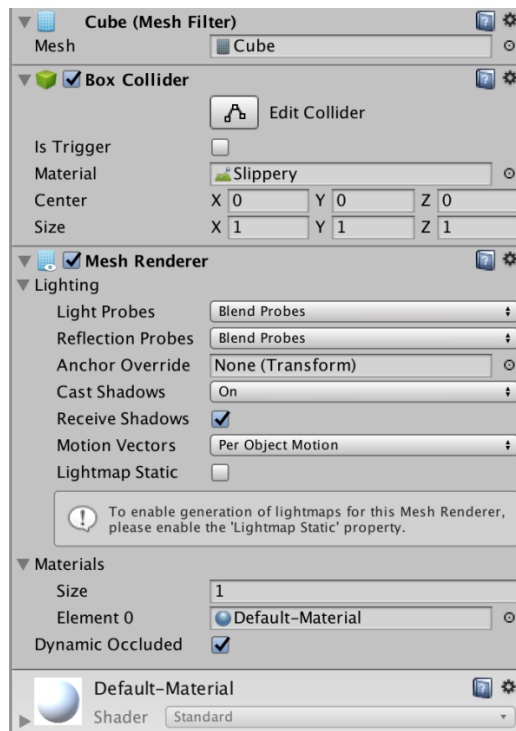 Cube (Mesh Filter)
Mesh Cube
Box Collider
Edit Collider
Is Trigger
Material Slippery
Center X 0 Y 0 Z 0
Size X 1 Y 1 Z 1
Mesh Renderer
Lighting
Light Probes Blend Probes
Reflection Probes Blend Probes
Anchor Override None (Transform)
Cast Shadows On
Receive Shadows
Motion Vectors Per Object Motion
Lightmap Static
To enable generation of lightmaps for this Mesh Renderer,
please enable the 'Lightmap Static' property.
Materials
Size 1
Element 0 Default-Material
Dynamic Occluded
Default-Material
Shader Standard